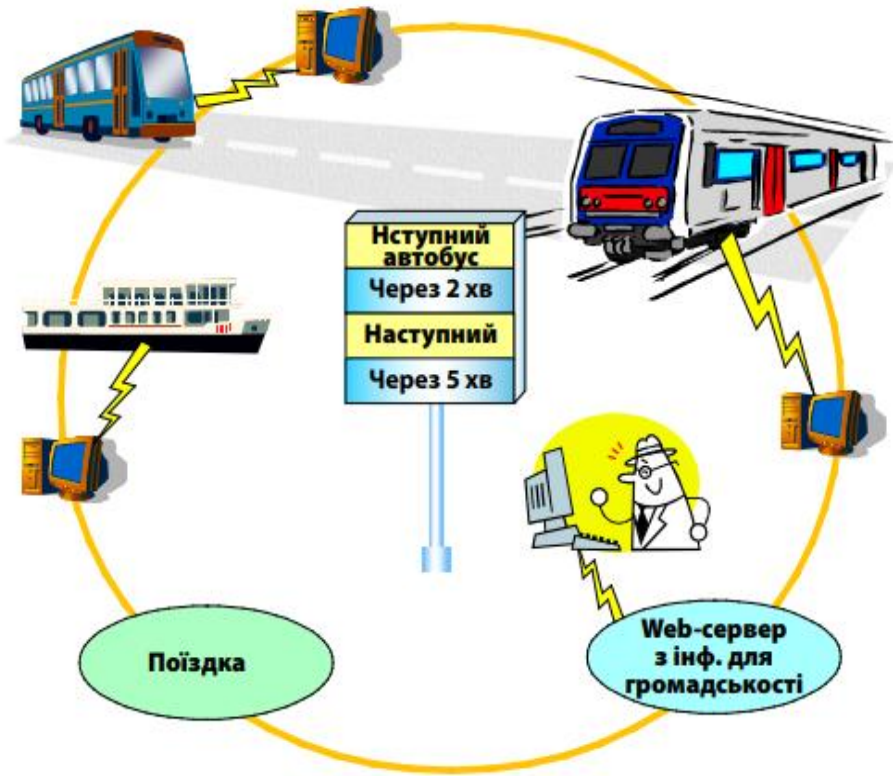 Нступний
автобус
Через 2 хв
Наступний
Через 5 хв
Поїздка
Web-сервер
з інф. для
громадськості